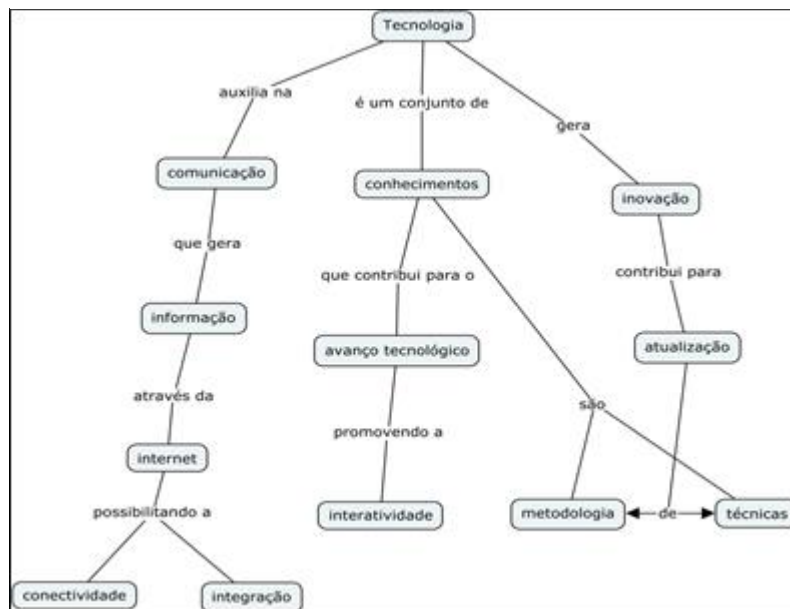 Tecnologia
auxilia na
é um conjunto de
gera
comunicação
conhecimentos
inovação
que gera
que contribui para o
contribui para
informação
avanço tecnológico
atualização
através da
são
promovendo a
internet
possibilitando a
interatividade
metodologia
de
técnicas
conectividade
integração